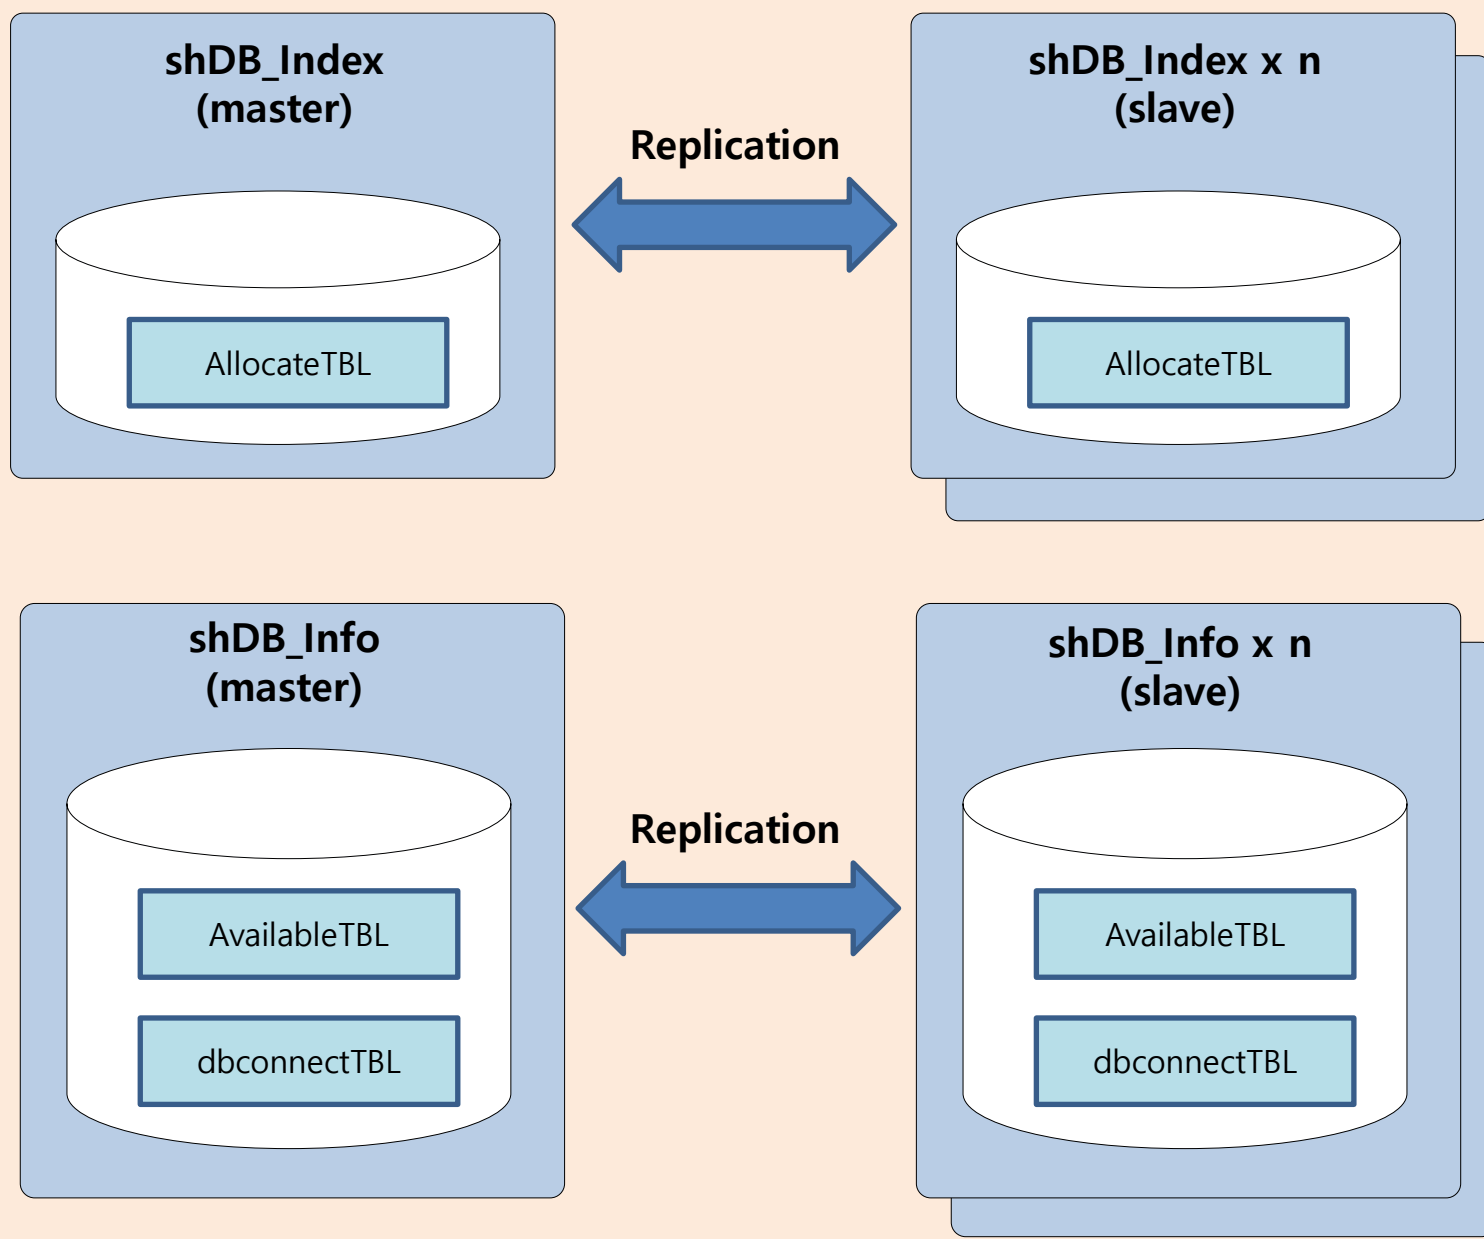 shDB_Index
(master)
Replication
shDB_Index x n
(slave)
AllocateTBL
AllocateTBL
shDB_Info
(master)
Replication
shDB_Info x n
(slave)
AvailableTBL
dbconnectTBL
AvailableTBL
dbconnectTBL